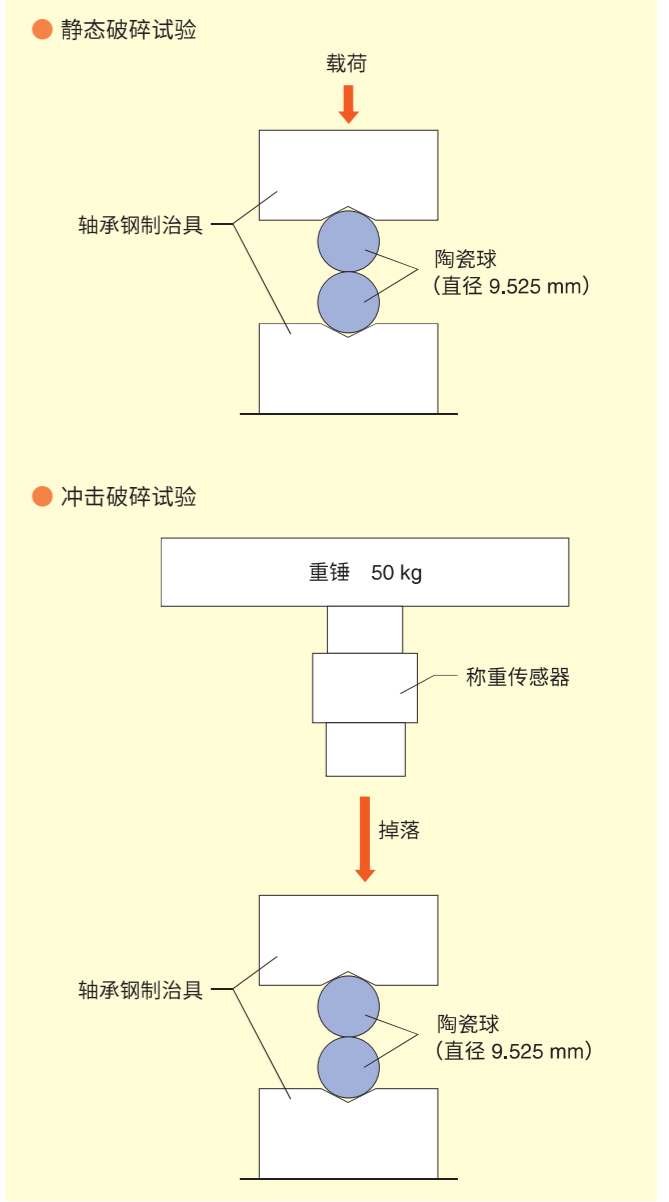 静态破碎试验
载荷
轴承钢制治具
陶瓷球
（直径 9.525 mm）
冲击破碎试验
重锤　50 kg
称重传感器
掉落
轴承钢制治具
陶瓷球
（直径 9.525 mm）